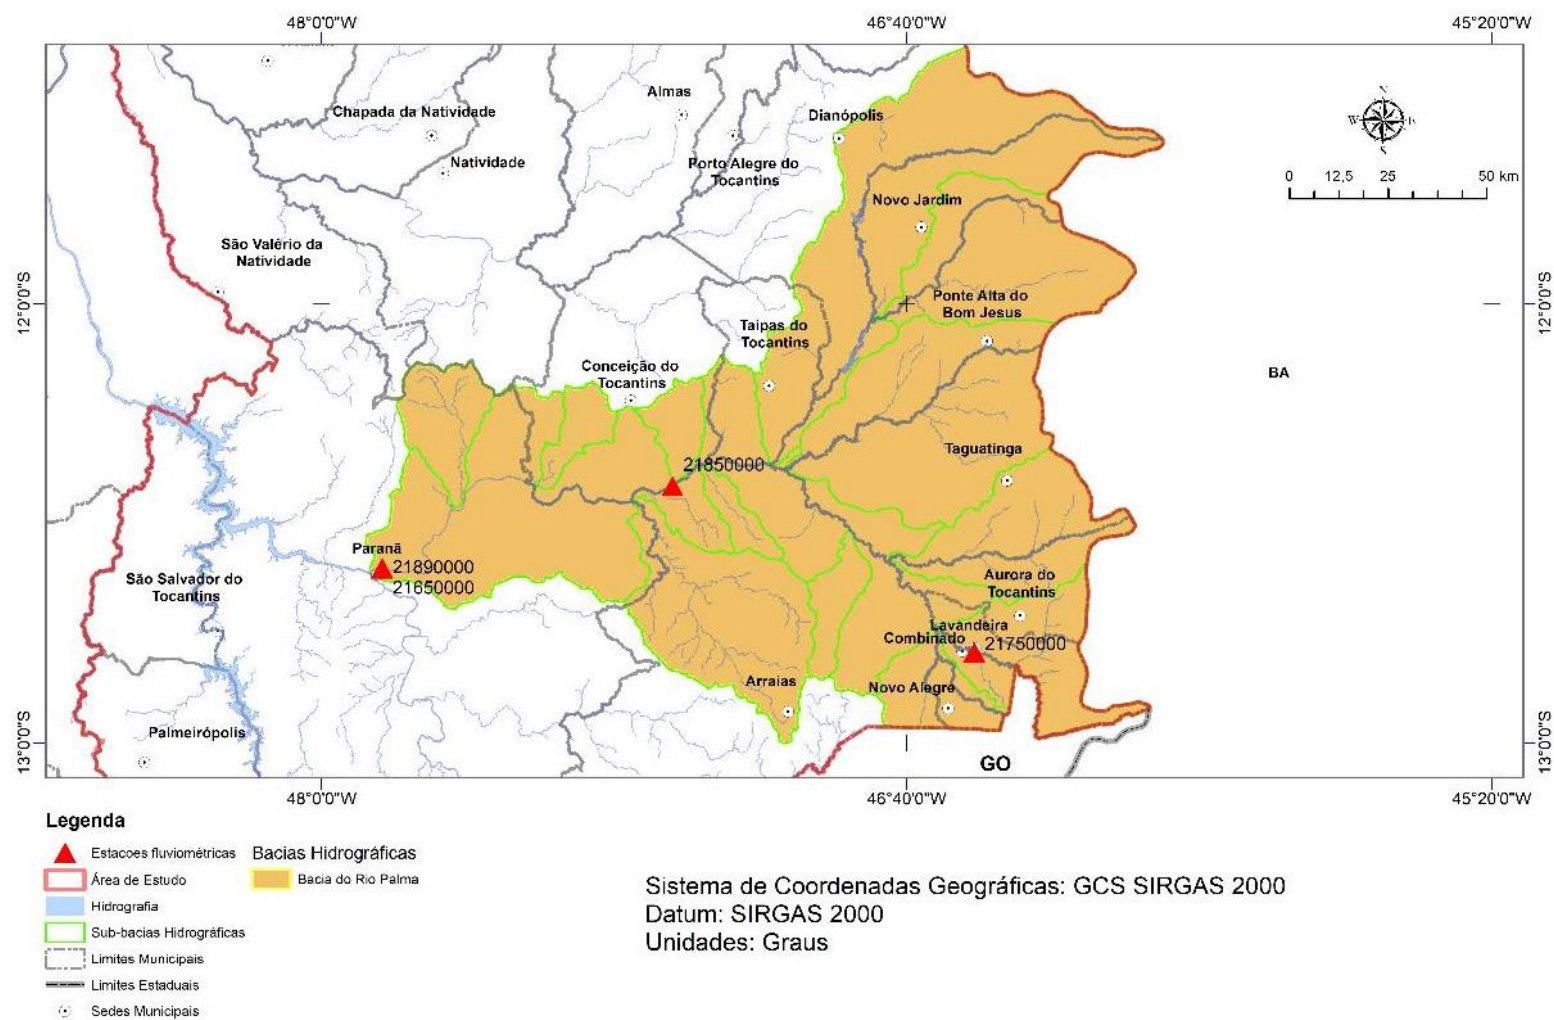 48°0'0"W
46°40'0"W
45°20'0"W
Almas
Chapada da Natividade
Dianópolis
N
W
E
S
Natividade
Porto Alegre do
Tocantins
0 12,5 25 50 km
Novo Jardim
São Valério da
Natividade
12°0'0"S
12°0'0"S
Ponte Alta do
Bom Jesus
Taipas do
Tocantins
Conceição do
Tocantins
BA
Taguatinga
21850000
Paranã
21890000
21650000
São Salvador do
Tocantins
Aurora do
Tocantins
Lavandeira
Combinado
21750000
Arraias
Novo Alegre
Palmeirópolis
13°0'0"S
13°0'0"S
GO
48°0'0"W
46°40'0"W
45°20'0"W
Legenda
Estacoes fluviométricas
Área de Estudo
Hidrografia
Sub-bacias Hidrográficas
Limites Municipais
Limites Estaduais
Sedes Municipais
Bacias Hidrográficas
Bacia do Rio Palma
Sistema de Coordenadas Geográficas: GCS SIRGAS 2000
Datum: SIRGAS 2000
Unidades: Graus